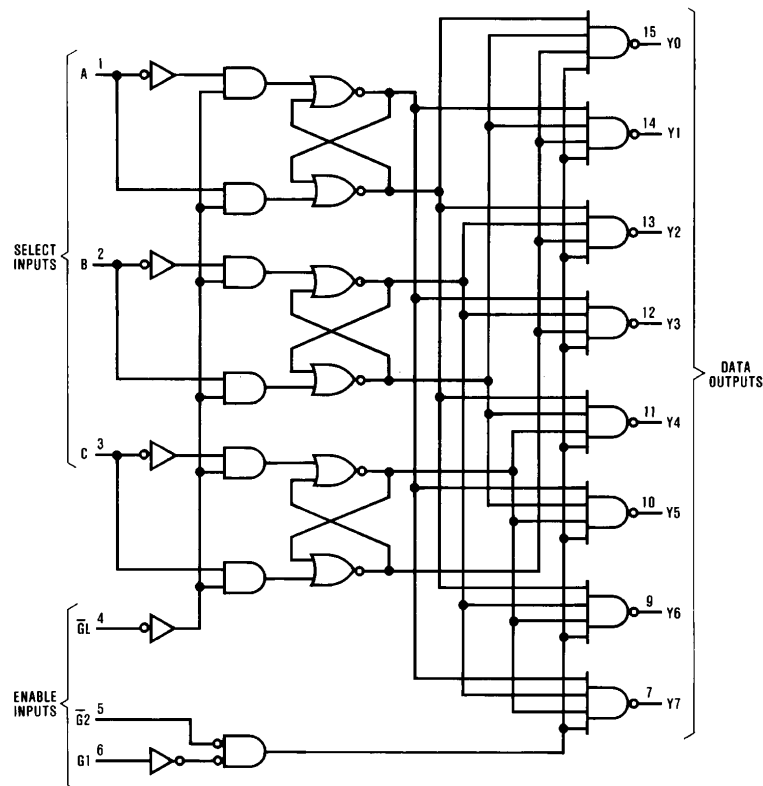 15
Y0
A 1
14
Y1
13
Y2
SELECT
INPUTS
B 2
12
Y3
DATA
OUTPUTS
11
Y4
C 3
10
Y5
G̅L̅ 4
9
Y6
ENABLE
INPUTS
G̅2̅ 5
7
Y7
G1 6